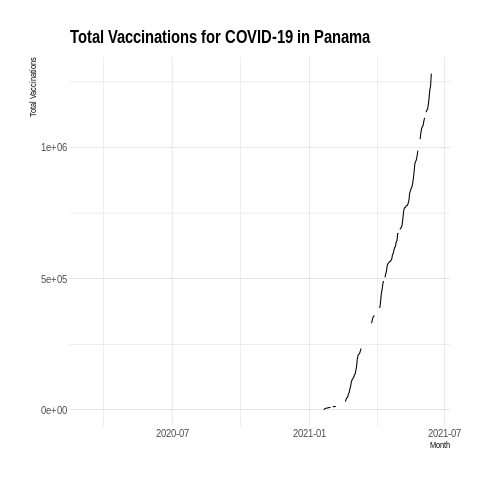 Total Vaccinations for COVID-19 in Panama
Total Vaccinations
1e+06
5e+05
0e+00
2020-07
2021-01
2021-07
Month